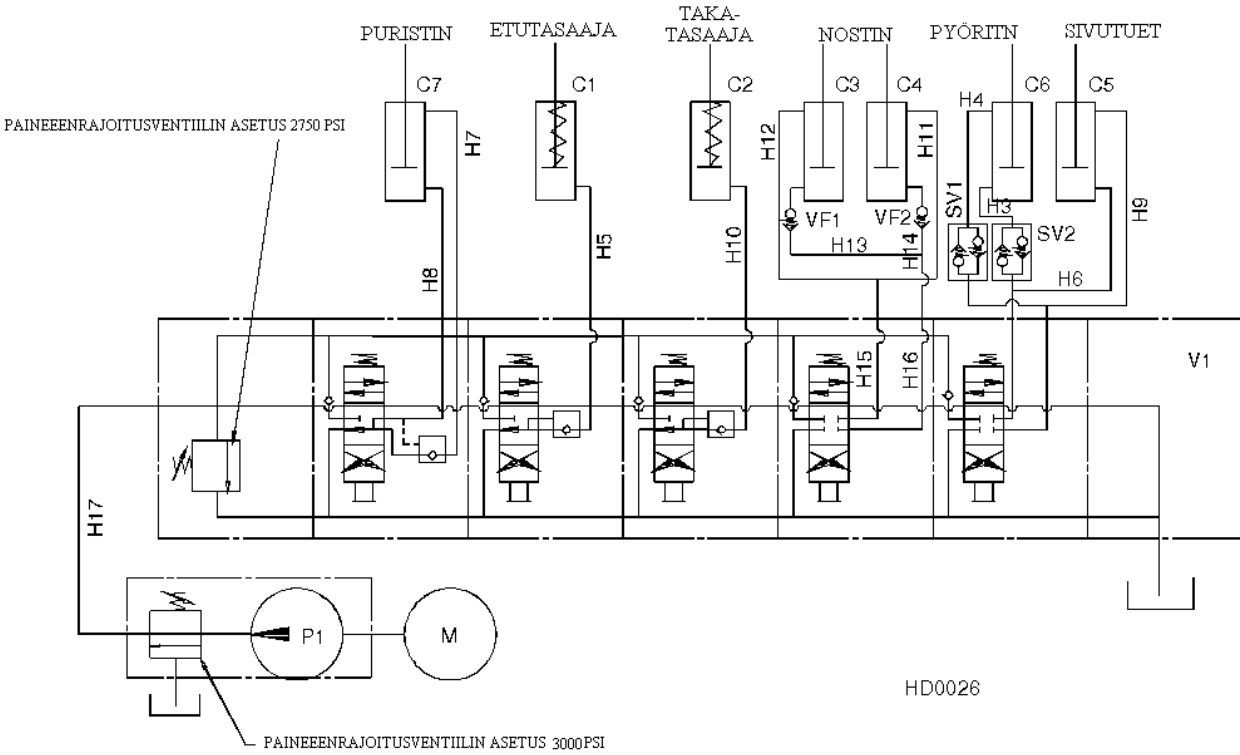 PURISTIN
ETUTASAAJA
TAKA-
TASAAJA
NOSTIN
PYÖRITN
SIVUTUET
C7
C1
C2
C3
C4
H4
C6
C5
PAINEEENRAJOITUSVENTIILIN ASETUS 2750 PSI
H7
H12
H11
SV1
H3
H9
VF1
VF2
SV2
H8
H5
H10
H13
H14
H6
V1
H15
H16
H17
P1
M
HD0026
PAINEEENRAJOITUSVENTIILIN ASETUS 3000 PSI